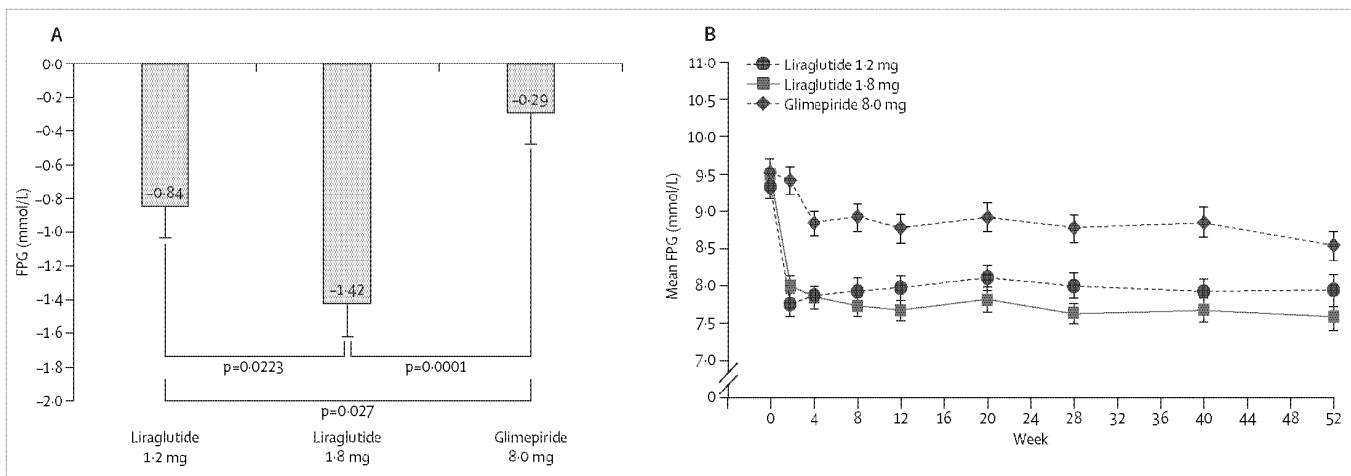 A
0·0
–0·2
–0·4
–0·6
–0·8
–1·0
–1·2
–1·4
–1·6
–1·8
–2·0
FPG (mmol/L)
–0·84
–1·42
–0·29
p=0·0223
p=0·0001
p=0·027
Liraglutide
1·2 mg
Liraglutide
1·8 mg
Glimepiride
8·0 mg
B
11·0
10·5
10·0
9·5
9·0
8·5
8·0
7·5
7·0
0
Mean FPG (mmol/L)
Liraglutide 1·2 mg
Liraglutide 1·8 mg
Glimepiride 8·0 mg
0 4 8 12 16 20 24 28 32 36 40 44 48 52
Week